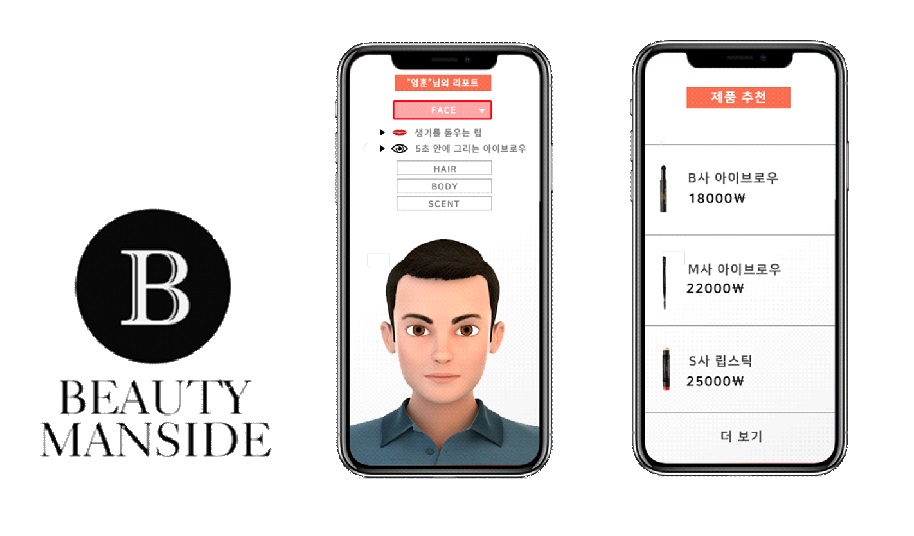 B
BEAUTY
MANSIDE
"영훈"님의 리포트
FACE
생기를 돋우는 립
5초 안에 그리는 아이브로우
HAIR
BODY
SCENT
제품 추천
B사 아이브로우
18000₩
M사 아이브로우
22000₩
S사 립스틱
25000₩
더 보기